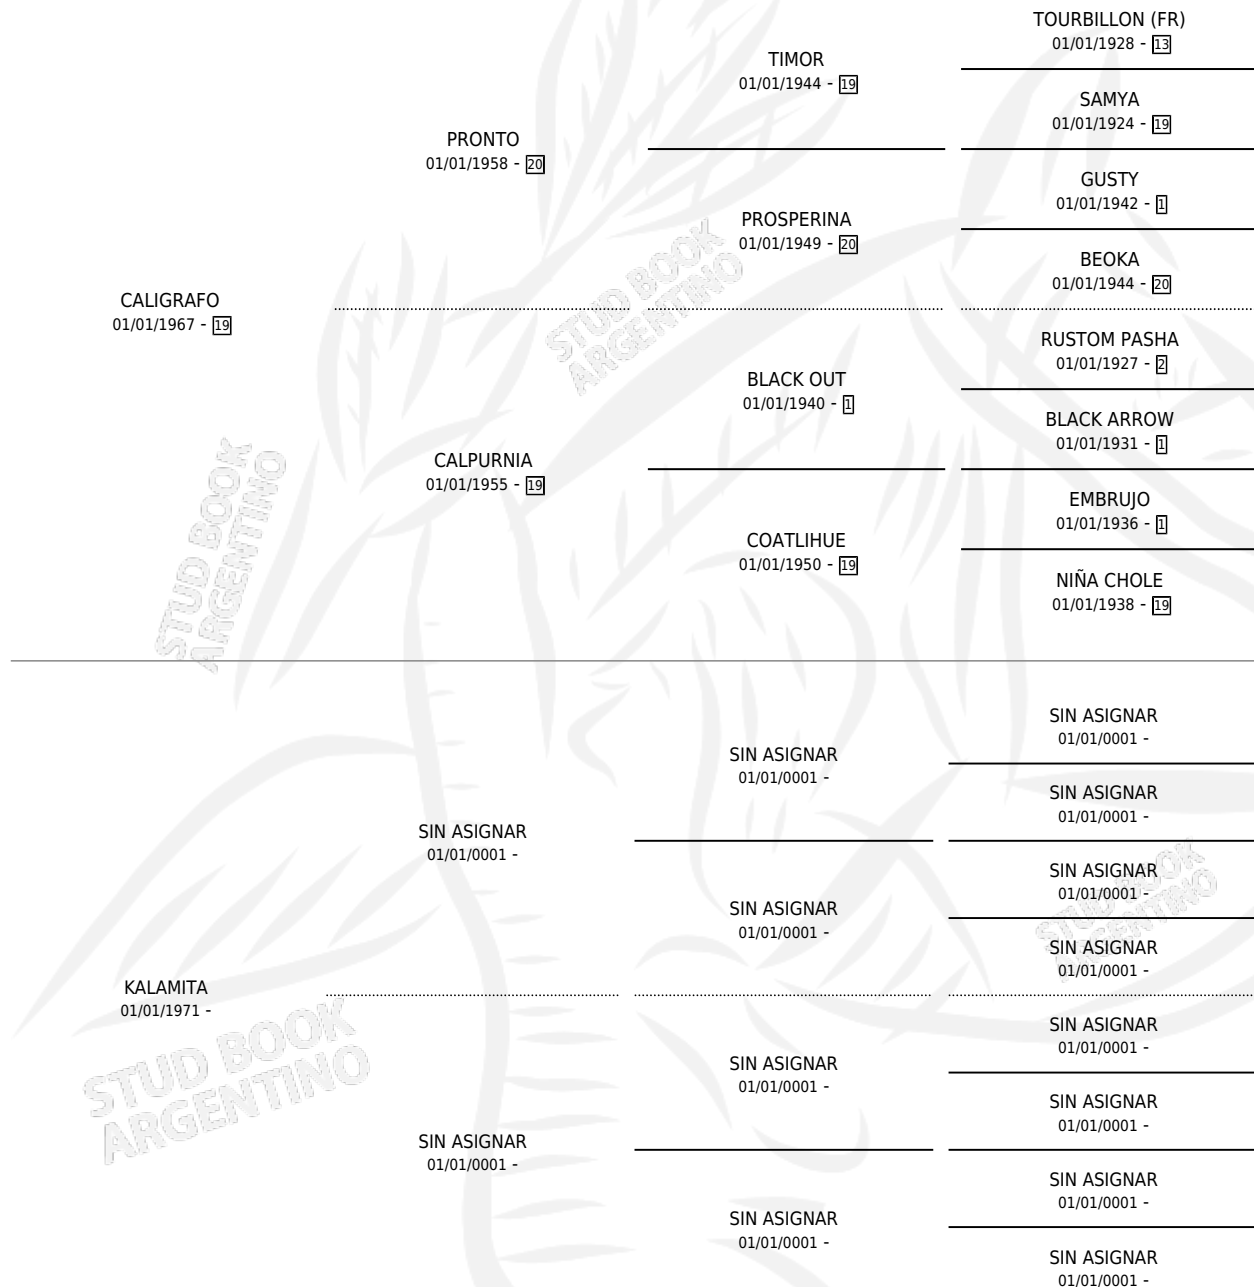 TOURBILLON (FR)
01/01/1928 - 13
TIMOR
01/01/1944 - 19
SAMYA
01/01/1924 - 19
PRONTO
01/01/1958 - 20
GUSTY
01/01/1942 - 1
PROSPERINA
01/01/1949 - 20
BEOKA
01/01/1944 - 20
CALIGRAFO
01/01/1967 - 19
RUSTOM PASHA
01/01/1927 - 2
BLACK OUT
01/01/1940 - 1
BLACK ARROW
01/01/1931 - 1
CALPURNIA
01/01/1955 - 19
EMBRUJO
01/01/1936 - 1
COATLIHUE
01/01/1950 - 19
NIÑA CHOLE
01/01/1938 - 19
STUD BOOK
ARGENTINO
STUD BOOK
ARGENTINO
SIN ASIGNAR
01/01/0001 -
SIN ASIGNAR
01/01/0001 -
SIN ASIGNAR
01/01/0001 -
SIN ASIGNAR
01/01/0001 -
SIN ASIGNAR
01/01/0001 -
SIN ASIGNAR
01/01/0001 -
SIN ASIGNAR
01/01/0001 -
KALAMITA
01/01/1971 -
SIN ASIGNAR
01/01/0001 -
SIN ASIGNAR
01/01/0001 -
SIN ASIGNAR
01/01/0001 -
SIN ASIGNAR
01/01/0001 -
SIN ASIGNAR
01/01/0001 -
SIN ASIGNAR
01/01/0001 -
SIN ASIGNAR
01/01/0001 -
STUD BOOK
ARGENTINO
STUD BOOK
ARGENTINO